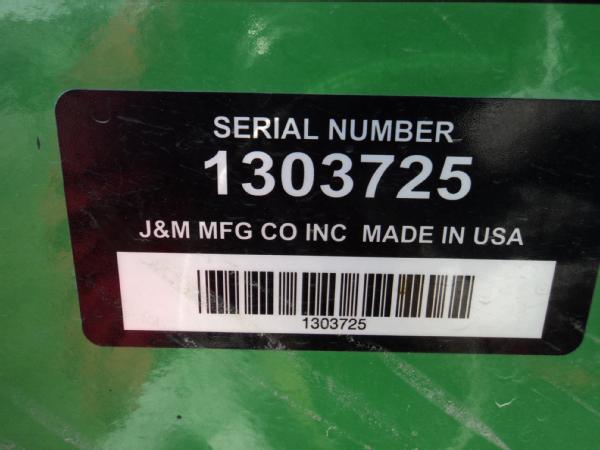 SERIAL NUMBER
1303725
J&M MFG CO INC MADE IN USA
1303725